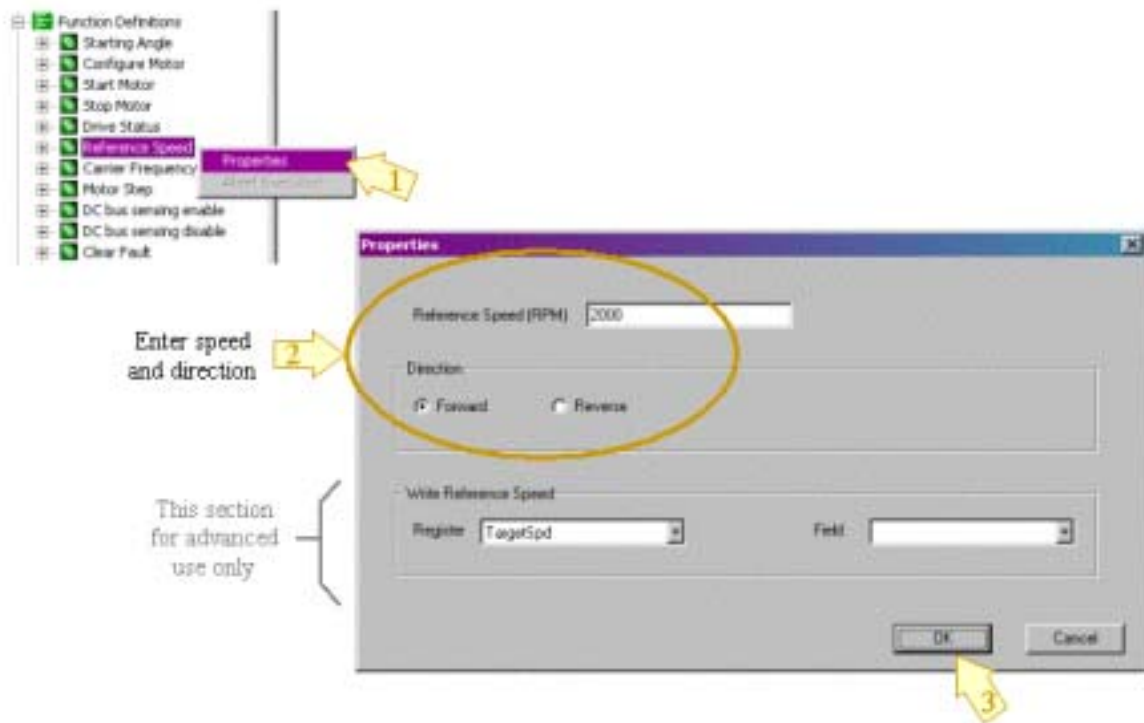 Function Definitions
Starting Angle
Configure Motor
Start Motor
Stop Motor
Drive Status
Reference Speed
Properties
Carrier Frequency
Motor Step
DC bus sensing enable
DC bus sensing disable
Clear Fault
1
Properties
Reference Speed (RPM) 2000
Enter speed
and direction
2
Direction
Forward Reverse
This section
for advanced
use only
Write Reference Speed
Register TargetSpd Field
OK Cancel
3